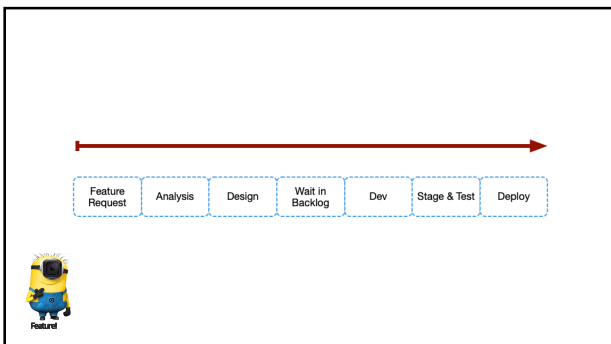 Feature
Request
Analysis
Design
Wait in
Backlog
Dev
Stage & Test
Deploy
Feature!